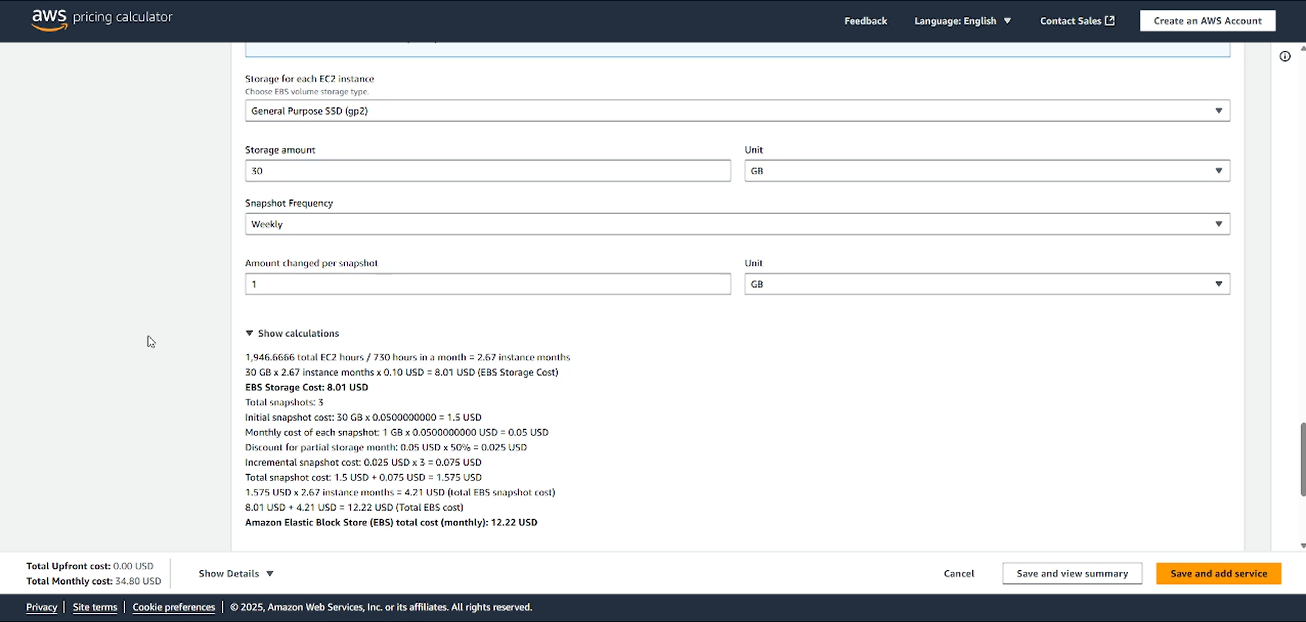 aws pricing calculator
Feedback
Language: English
Contact Sales
Create an AWS Account
Storage for each EC2 instance
Choose EBS volume storage type.
General Purpose SSD (gp2)
Storage amount
Unit
30
GB
Snapshot Frequency
Weekly
Amount changed per snapshot
Unit
1
GB
Show calculations
1,946.6666 total EC2 hours / 730 hours in a month = 2.67 instance months
30 GB x 2.67 instance months x 0.10 USD = 8.01 USD (EBS Storage Cost)
EBS Storage Cost: 8.01 USD
Total snapshots: 3
Initial snapshot cost: 30 GB x 0.0500000000 = 1.5 USD
Monthly cost of each snapshot: 1 GB x 0.0500000000 USD = 0.05 USD
Discount for partial storage month: 0.05 USD x 50% = 0.025 USD
Incremental snapshot cost: 0.025 USD x 3 = 0.075 USD
Total snapshot cost: 1.5 USD + 0.075 USD = 1.575 USD
1.575 USD x 2.67 instance months = 4.21 USD (total EBS snapshot cost)
8.01 USD + 4.21 USD = 12.22 USD (Total EBS cost)
Amazon Elastic Block Store (EBS) total cost (monthly): 12.22 USD
Total Upfront cost: 0.00 USD
Total Monthly cost: 34.80 USD
Show Details
Cancel
Save and view summary
Save and add service
Privacy | Site terms | Cookie preferences | © 2025, Amazon Web Services, Inc. or its affiliates. All rights reserved.